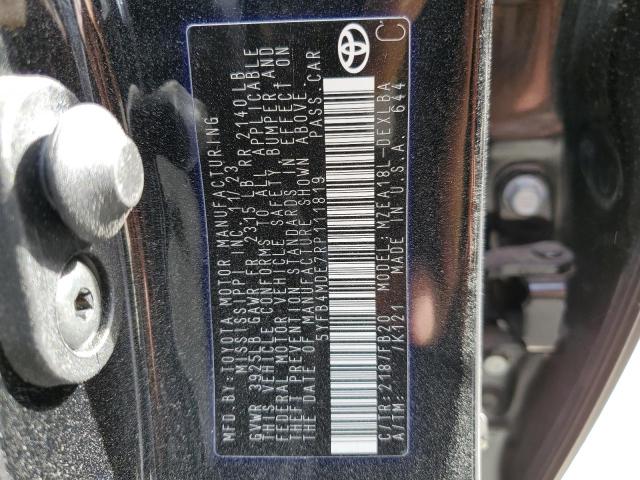 MFD. BY: TOYOTA MOTOR MANUFACTURING
MISSISSIPPI, INC. 11/23
GVWR 3925LB GAWR FR 2315LB RR 2140LB
THIS VEHICLE CONFORMS TO ALL APPLICABLE
FEDERAL MOTOR VEHICLE SAFETY, BUMPER, AND
THEFT PREVENTION STANDARDS IN EFFECT ON
THE DATE OF MANUFACTURE SHOWN ABOVE.
5YFB4MDE7RP111819 PASS. CAR
C
C/TR:218/FB20 MODEL: MZEA18L-DEXLBA
A/TM: /K121 MADE IN U.S.A. 644